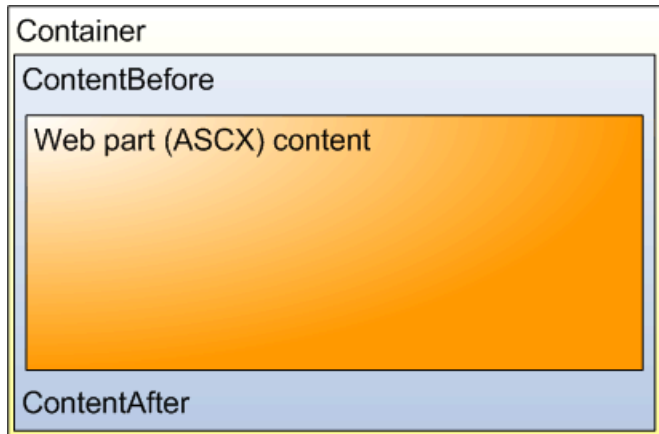 Container
ContentBefore
Web part (ASCX) content
ContentAfter